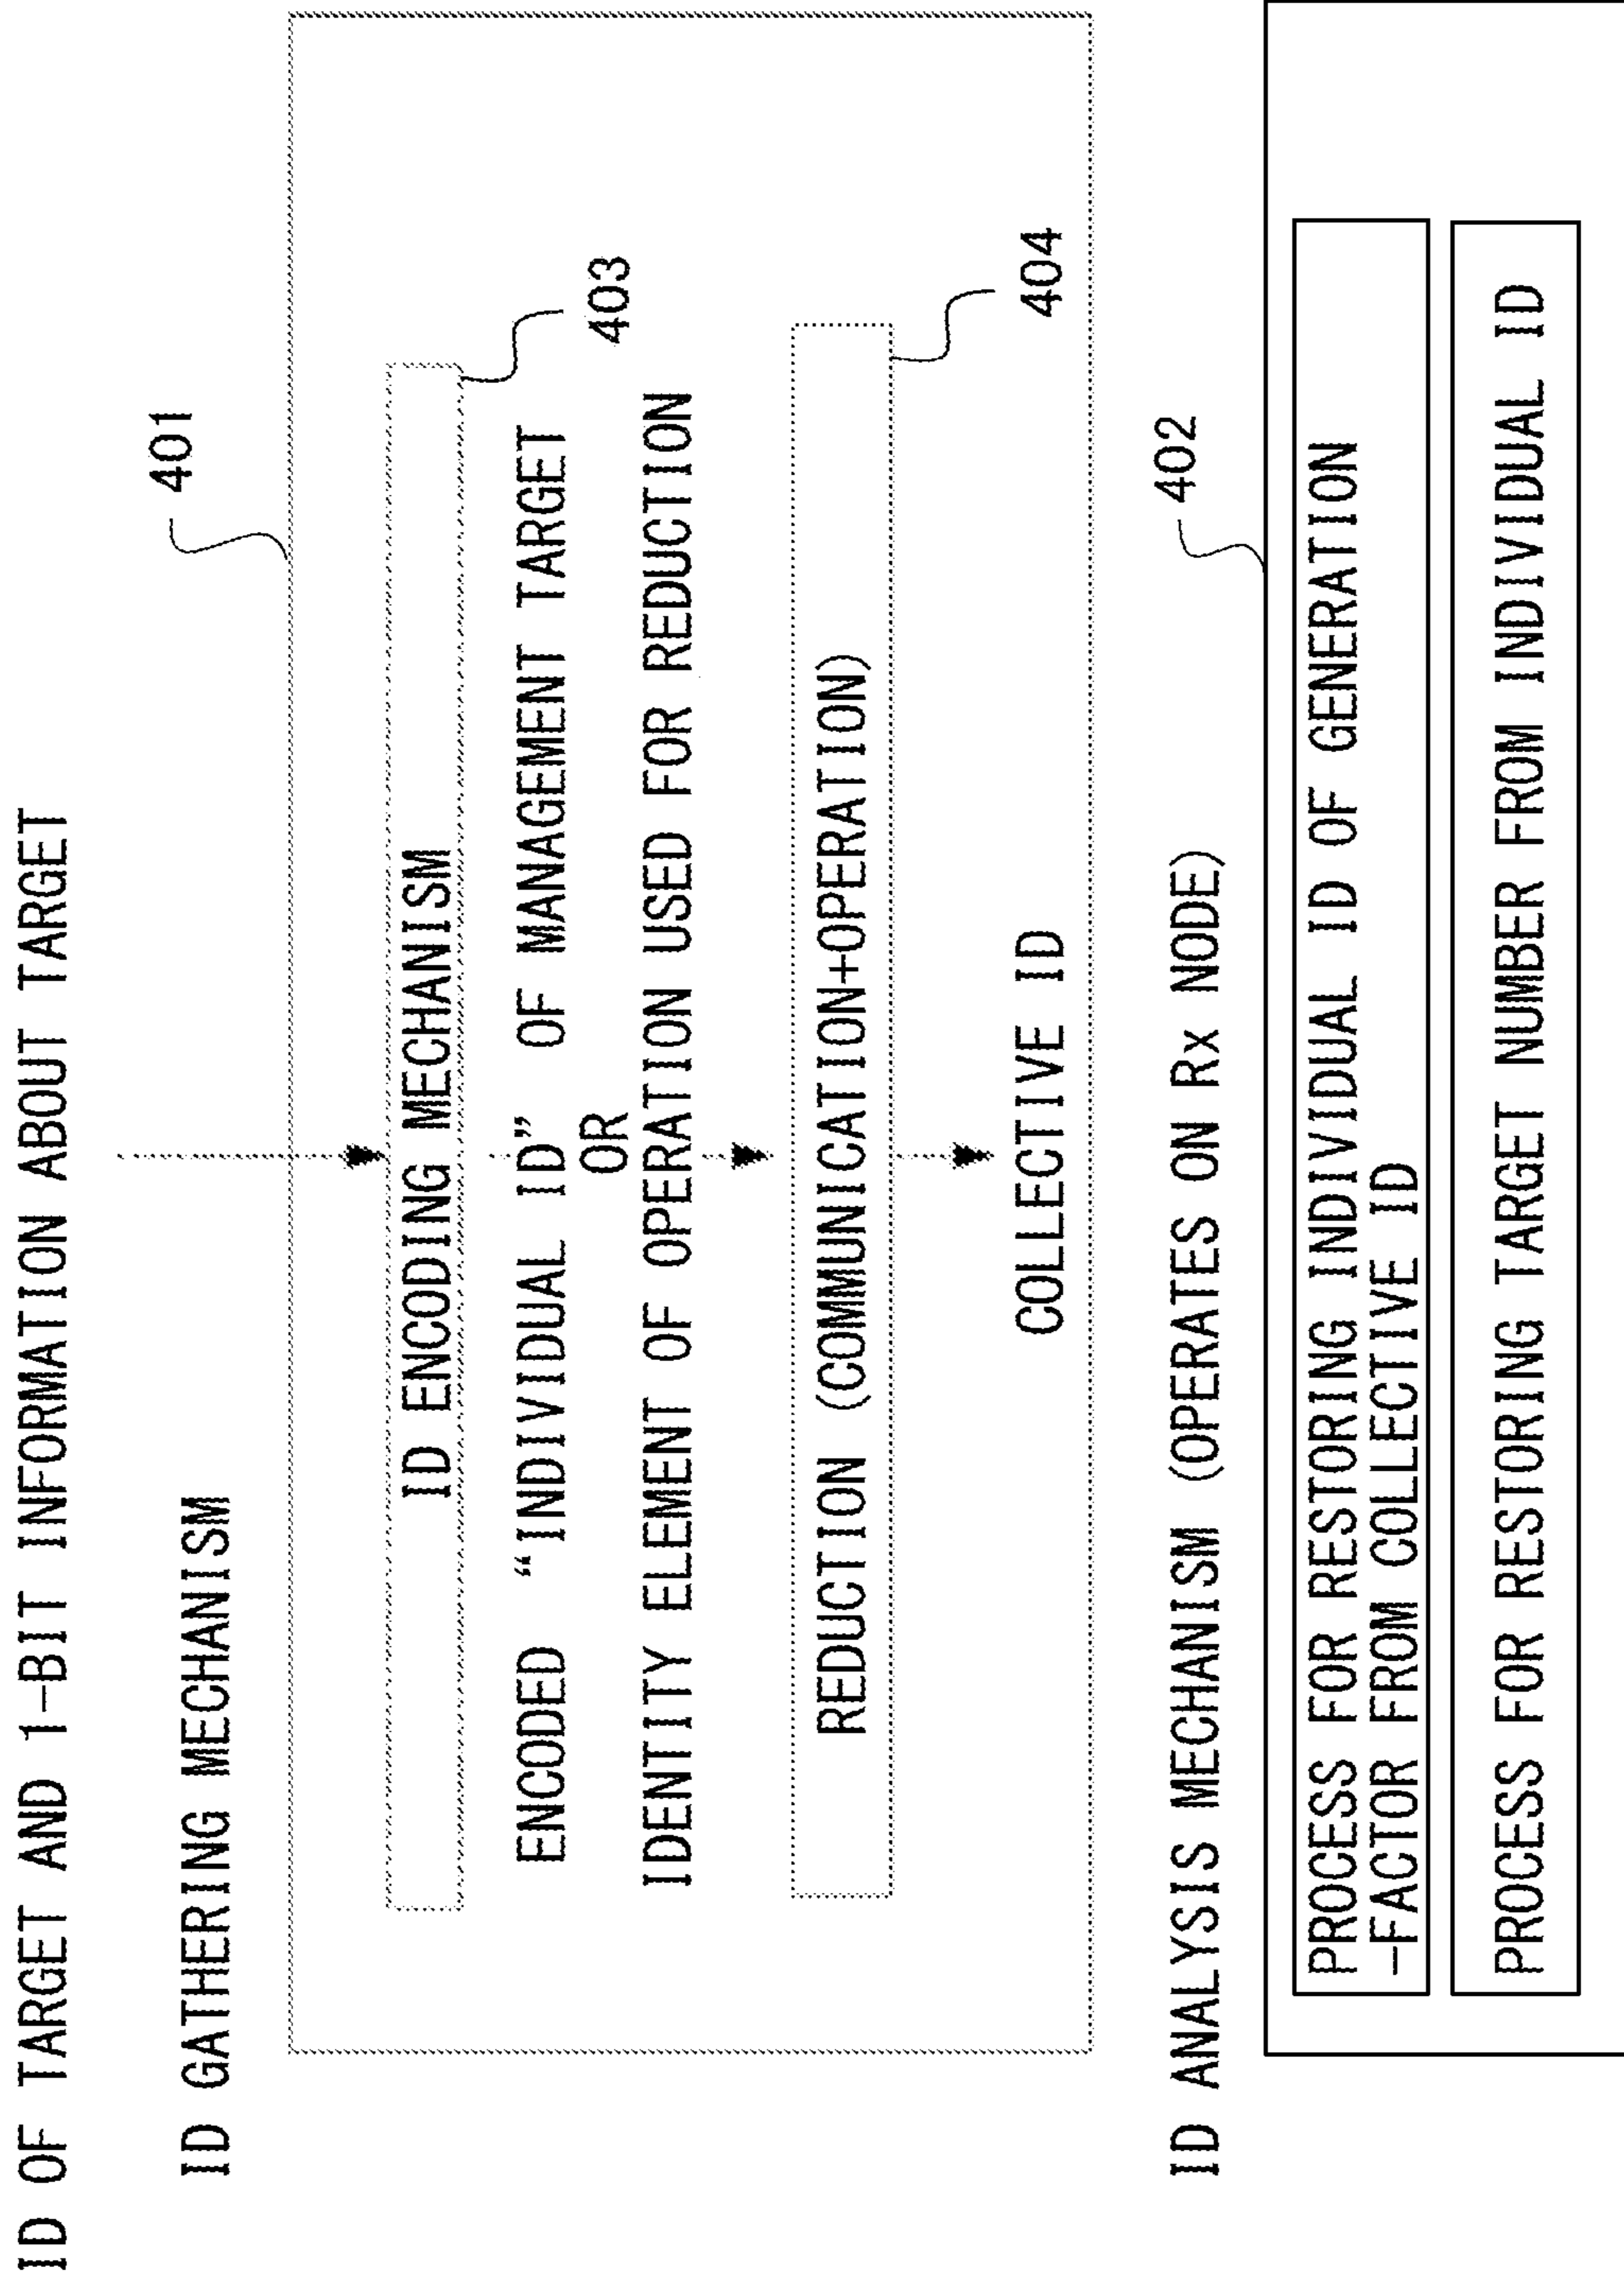 ID OF TARGET AND 1-BIT INFORMATION ABOUT TARGET
ID GATHERING MECHANISM
401
ID ENCODING MECHANISM
403
ENCODED "INDIVIDUAL ID" OF MANAGEMENT TARGET
OR
IDENTITY ELEMENT OF OPERATION USED FOR REDUCTION
REDUCTION (COMMUNICATION+OPERATION)
404
COLLECTIVE ID
ID ANALYSIS MECHANISM (OPERATES ON Rx NODE)
402
PROCESS FOR RESTORING INDIVIDUAL ID OF GENERATION
-FACTOR FROM COLLECTIVE ID
PROCESS FOR RESTORING TARGET NUMBER FROM INDIVIDUAL ID